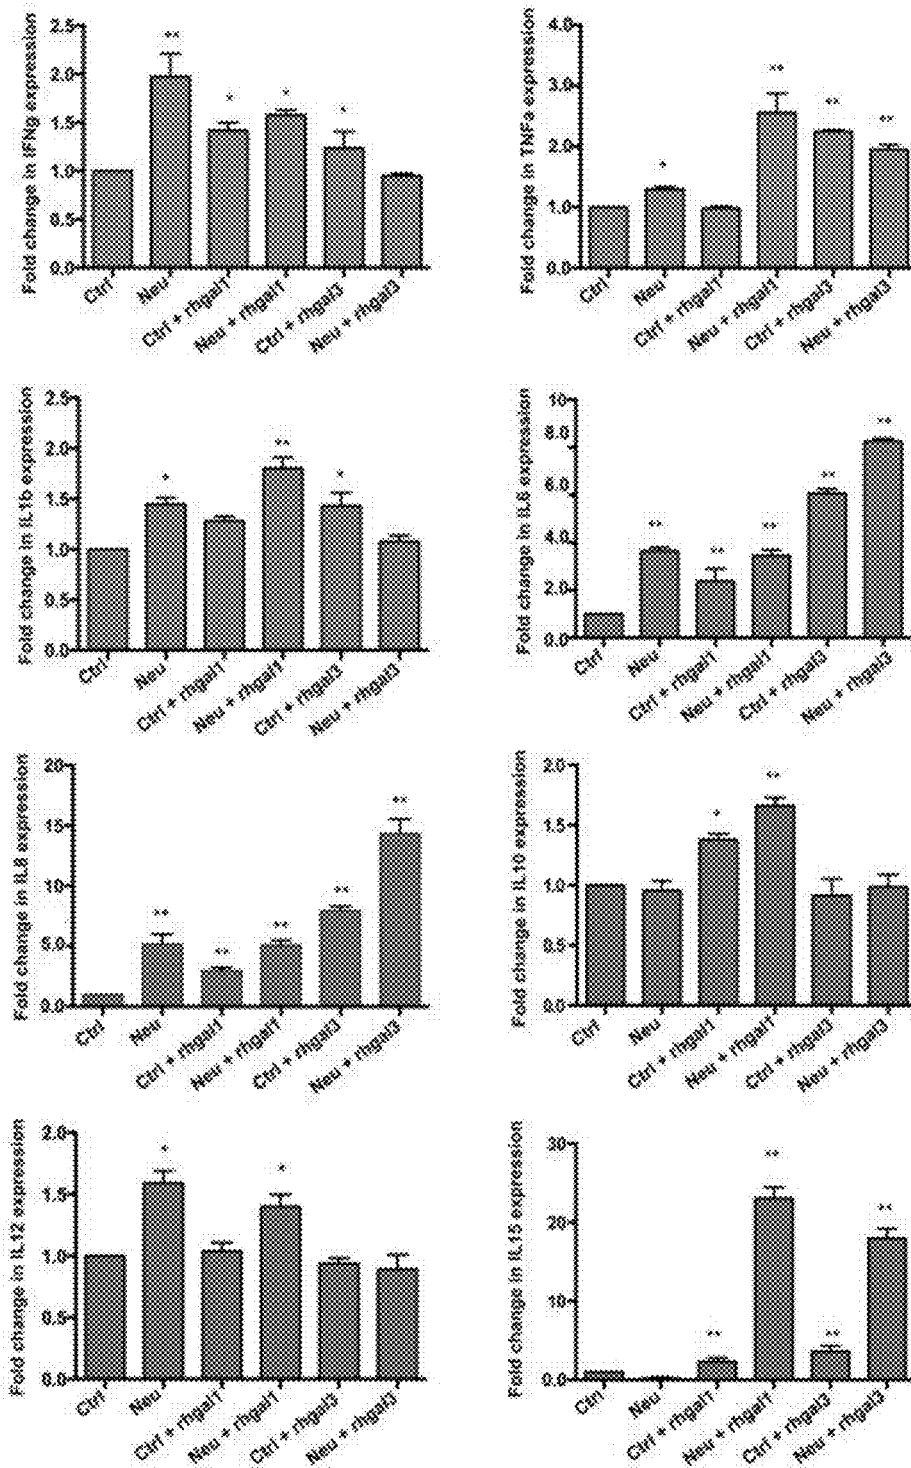 Fold change in IFNg expression
2.5
2.0
1.5
1.0
0.5
0.0
** * * *
Ctrl
Neu
Ctrl + rhgal1
Neu + rhgal1
Ctrl + rhgal3
Neu + rhgal3
Fold change in TNFa expression
4.0
3.0
2.0
1.0
0.0
* ** ** **
Ctrl
Neu
Ctrl + rhgal1
Neu + rhgal1
Ctrl + rhgal3
Neu + rhgal3
Fold change in IL1b expression
2.5
2.0
1.5
1.0
0.5
0.0
* ** *
Ctrl
Neu
Ctrl + rhgal1
Neu + rhgal1
Ctrl + rhgal3
Neu + rhgal3
Fold change in IL6 expression
10
8.0
6.0
4.0
2.0
0.0
** ** ** ** **
Ctrl
Neu
Ctrl + rhgal1
Neu + rhgal1
Ctrl + rhgal3
Neu + rhgal3
Fold change in IL8 expression
20
15
10
5.0
0.0
** ** ** ** **
Ctrl
Neu
Ctrl + rhgal1
Neu + rhgal1
Ctrl + rhgal3
Neu + rhgal3
Fold change in IL10 expression
2.0
1.5
1.0
0.5
0.0
* **
Ctrl
Neu
Ctrl + rhgal1
Neu + rhgal1
Ctrl + rhgal3
Neu + rhgal3
Fold change in IL12 expression
2.0
1.5
1.0
0.5
0.0
* *
Ctrl
Neu
Ctrl + rhgal1
Neu + rhgal1
Ctrl + rhgal3
Neu + rhgal3
Fold change in IL15 expression
30
20
10
0.0
** ** ** **
Ctrl
Neu
Ctrl + rhgal1
Neu + rhgal1
Ctrl + rhgal3
Neu + rhgal3